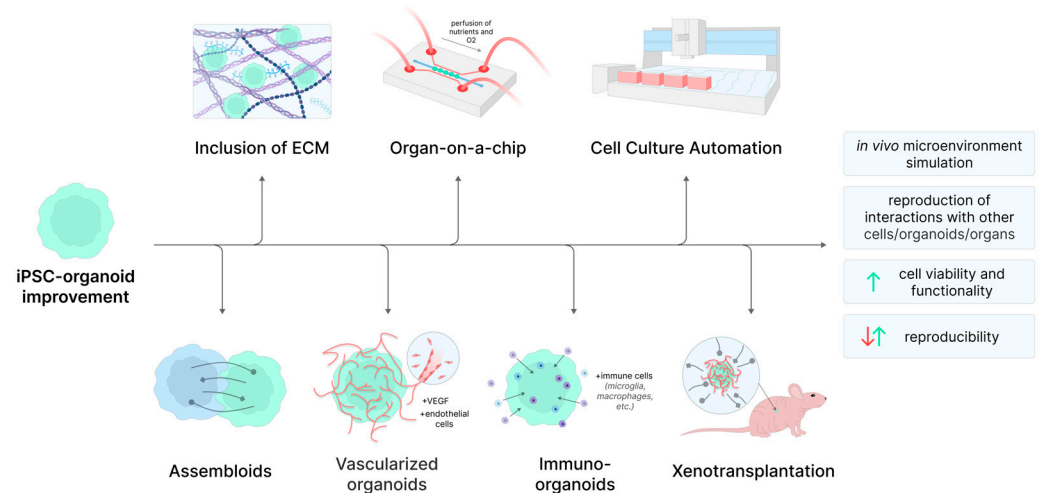 perfusion of
nutrients and
O2
Inclusion of ECM
Organ-on-a-chip
Cell Culture Automation
iPSC-organoid
improvement
in vivo microenvironment
simulation
reproduction of
interactions with other
cells/organoids/organs
cell viability and
functionality
reproducibility
+VEGF
+endothelial
cells
+immune cells
(microglia,
macrophages,
etc.)
Assembloids
Vascularized
organoids
Immuno-
organoids
Xenotransplantation